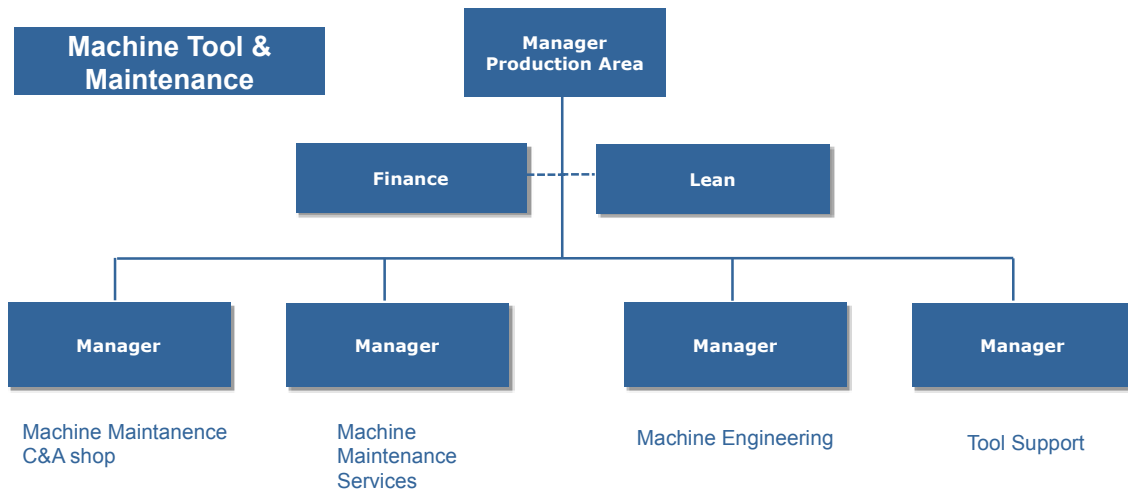 Machine Tool &
Maintenance
Manager
Production Area
Finance
Lean
Manager
Manager
Manager
Manager
Machine Maintanence
C&A shop
Machine
Maintenance
Services
Machine Engineering
Tool Support